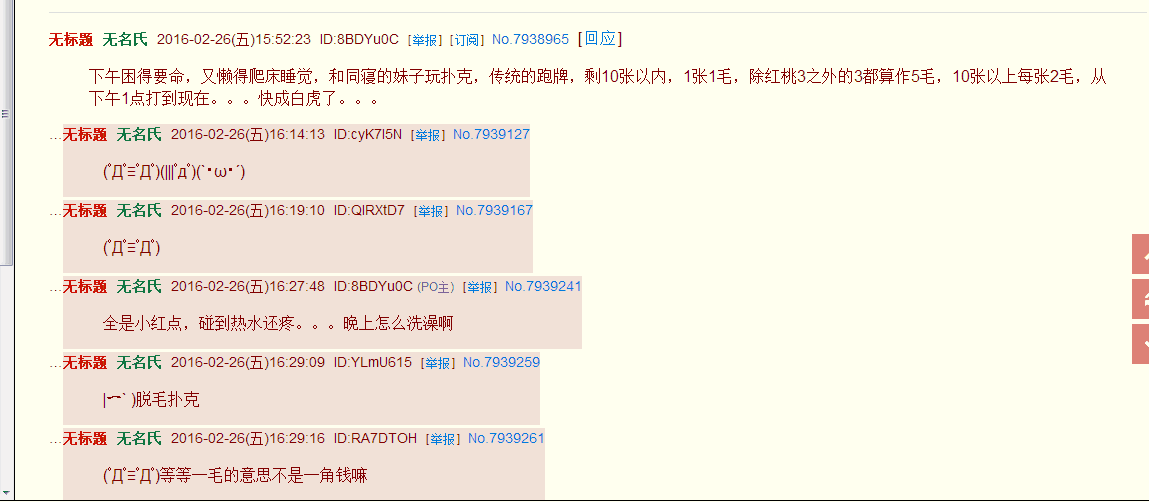 无标题 无名氏 2016-02-26(五)15:52:23 ID:8BDYu0C [举报] [订阅] No.7938965 [回应]
下午困得要命，又懒得爬床睡觉，和同寝的妹子玩扑克，传统的跑牌，剩10张以内，1张1毛，除红桃3之外的3都算作5毛，10张以上每张2毛，从
下午1点打到现在。。。快成白虎了。。。
…无标题 无名氏 2016-02-26(五)16:14:13 ID:cyK7l5N [举报] No.7939127
(ﾟДﾟ≡ﾟДﾟ)(|||ﾟдﾟ)(`･ω･´)
…无标题 无名氏 2016-02-26(五)16:19:10 ID:QlRXtD7 [举报] No.7939167
(ﾟДﾟ≡ﾟДﾟ)
…无标题 无名氏 2016-02-26(五)16:27:48 ID:8BDYu0C (PO主) [举报] No.7939241
全是小红点，碰到热水还疼。。。晚上怎么洗澡啊
…无标题 无名氏 2016-02-26(五)16:29:09 ID:YLmU615 [举报] No.7939259
|ー` )脱毛扑克
…无标题 无名氏 2016-02-26(五)16:29:16 ID:RA7DTOH [举报] No.7939261
(ﾟДﾟ≡ﾟДﾟ)等等一毛的意思不是一角钱嘛